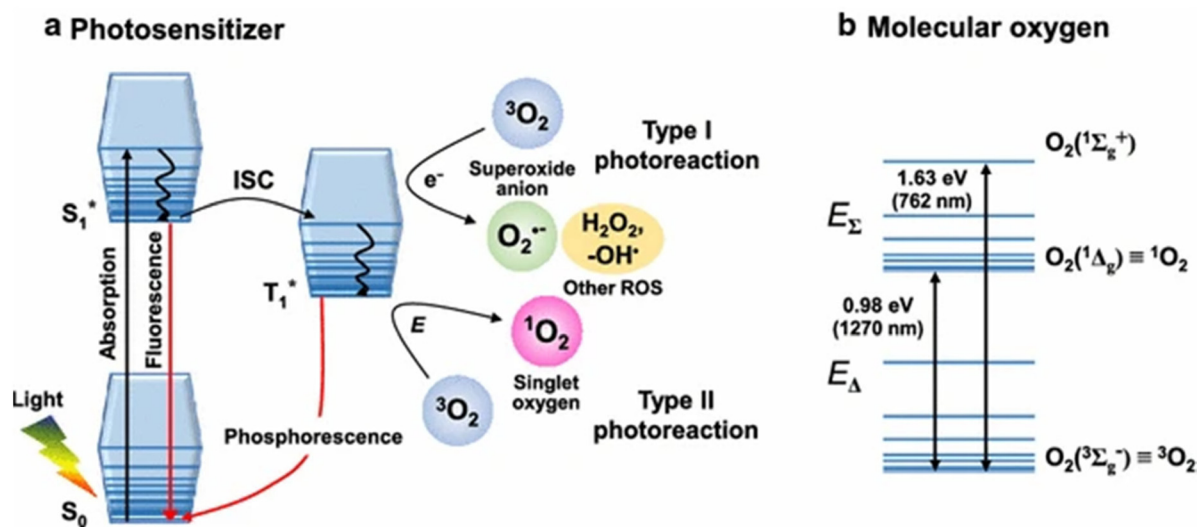 a Photosensitizer
S₁*
Absorption
Fluorescence
ISC
T₁*
Light
S₀
Phosphorescence
³O₂
Type I
photoreaction
e⁻
Superoxide
anion
O₂•⁻
H₂O₂,
-OH•
Other ROS
E
¹O₂
Singlet
oxygen
³O₂
Type II
photoreaction
b Molecular oxygen
O₂(¹Σg⁺)
1.63 eV
(762 nm)
EΣ
O₂(¹Δg) ≡ ¹O₂
0.98 eV
(1270 nm)
EΔ
O₂(³Σg⁻) ≡ ³O₂